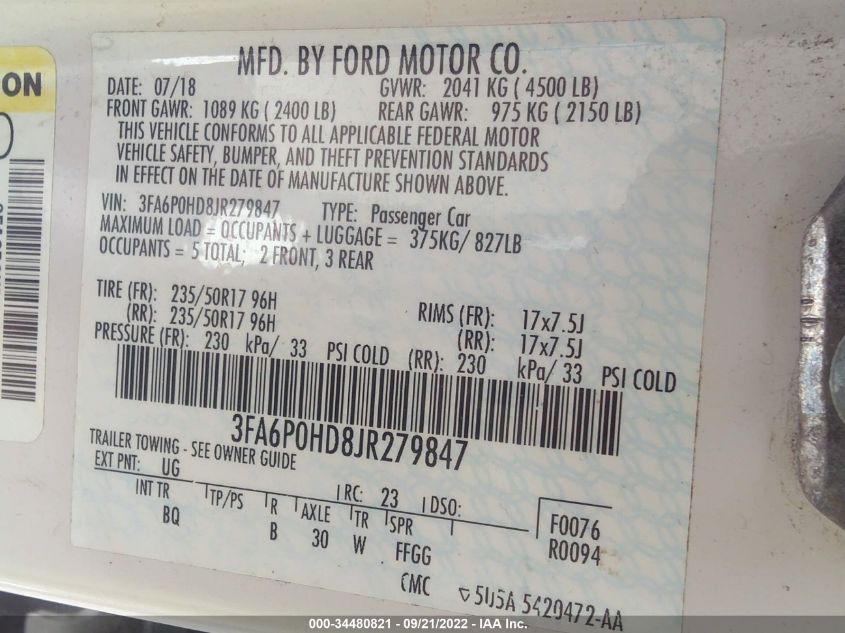 ON
MFD. BY FORD MOTOR CO.
DATE: 07/18 GVWR: 2041 KG ( 4500 LB)
FRONT GAWR: 1089 KG ( 2400 LB) REAR GAWR: 975 KG ( 2150 LB)
THIS VEHICLE CONFORMS TO ALL APPLICABLE FEDERAL MOTOR
VEHICLE SAFETY, BUMPER, AND THEFT PREVENTION STANDARDS
IN EFFECT ON THE DATE OF MANUFACTURE SHOWN ABOVE.
VIN: 3FA6P0HD8JR279847 TYPE: Passenger Car
MAXIMUM LOAD = OCCUPANTS + LUGGAGE = 375KG/ 827LB
OCCUPANTS = 5 TOTAL; 2 FRONT, 3 REAR
TIRE (FR): 235/50R17 96H RIMS (FR): 17x7.5J
(RR): 235/50R17 96H (RR): 17x7.5J
PRESSURE (FR): 230 kPa/ 33 PSI COLD (RR): 230 kPa/ 33 PSI COLD
3FA6P0HD8JR279847
TRAILER TOWING - SEE OWNER GUIDE
EXT PNT: UG RC: 23 DSO:
INT TR TP/PS R AXLE TR SPR F0076
BQ B 30 W FFGG R0094
CMC 5U5A 5420472-AA
000-34480821 - 09/21/2022 - IAA Inc.